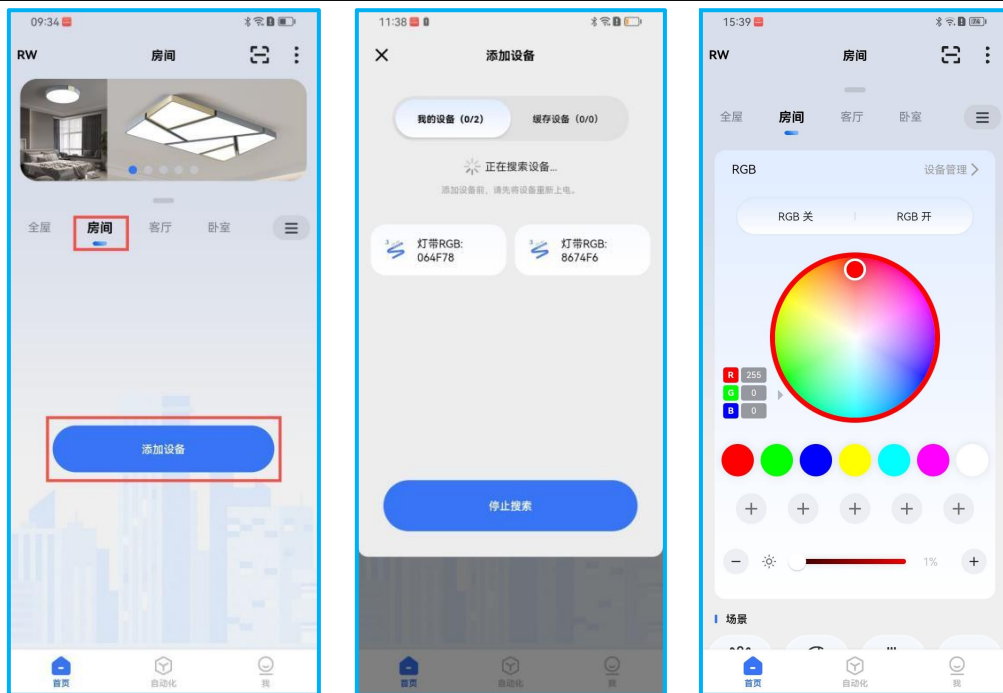 09:34
RW 房间
全屋 房间 客厅 卧室
添加设备
首页 自动化 我
11:38
添加设备
我的设备（0/2） 缓存设备（0/0）
正在搜索设备...
添加设备前，请先将设备重新上电。
灯带RGB:
064F78
灯带RGB:
8674F6
停止搜索
首页 自动化 我
15:39
RW 房间
全屋 房间 客厅 卧室
RGB 设备管理
RGB 关 RGB 开
R 255
G 0
B 0
1%
场景
首页 自动化 我